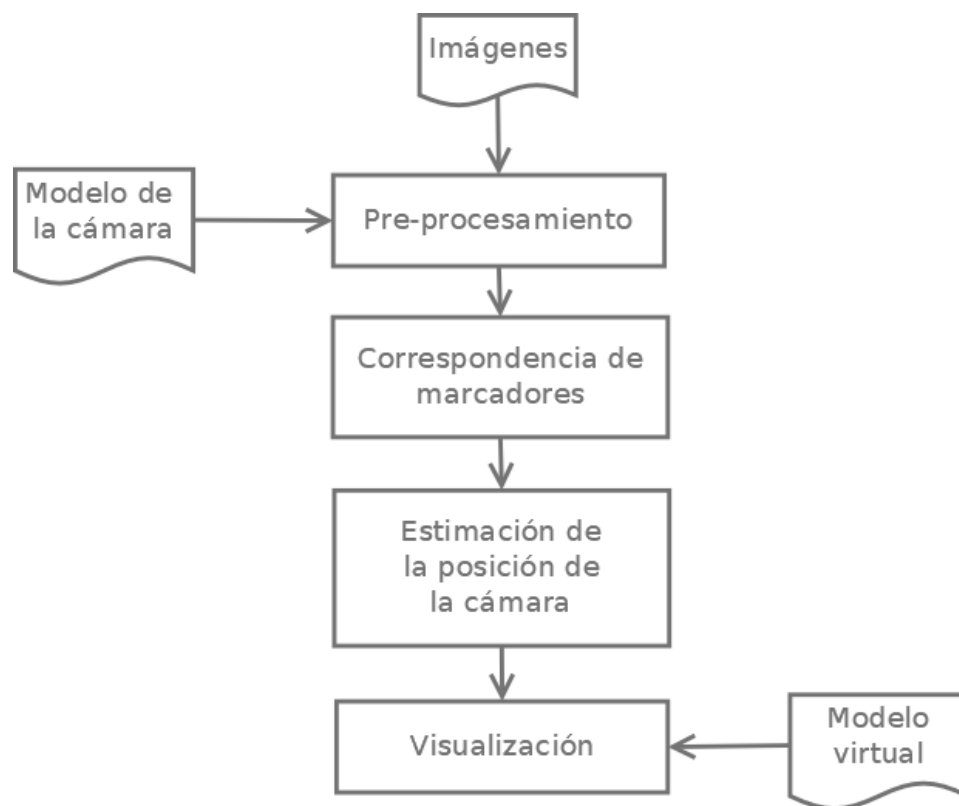 Imágenes
Modelo de
la cámara
Pre-procesamiento
Correspondencia de
marcadores
Estimación de
la posición de
la cámara
Visualización
Modelo
virtual